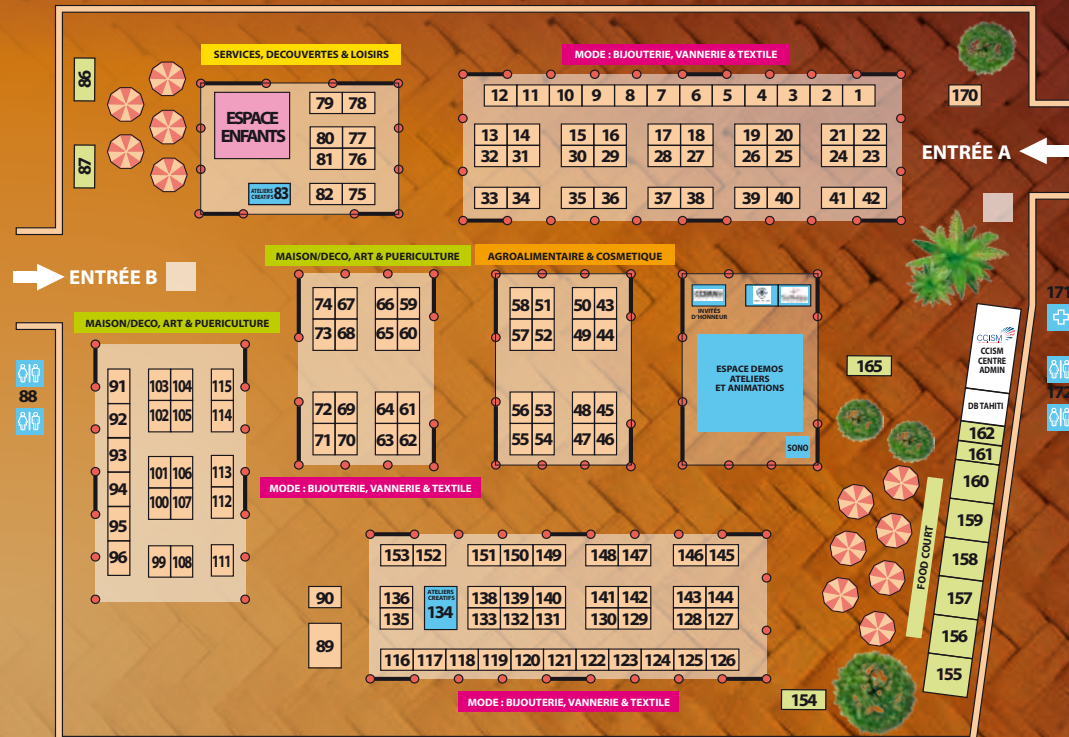 SERVICES, DECOUVERTES & LOISIRS
MODE : BIJOUTERIE, VANNERIE & TEXTILE
86
87
ESPACE
ENFANTS
79 78
80 77
81 76
ATELIERS
CREATIFS 83
82 75
12 11 10 9 8 7 6 5 4 3 2 1
13 14 15 16 17 18 19 20 21 22
32 31 30 29 28 27 26 25 24 23
33 34 35 36 37 38 39 40 41 42
170
ENTRÉE A
ENTRÉE B
MAISON/DECO, ART & PUERICULTURE
AGROALIMENTAIRE & COSMETIQUE
74 67 66 59
73 68 65 60
72 69 64 61
71 70 63 62
58 51 50 43
57 52 49 44
56 53 48 45
55 54 47 46
INVITÉS
D'HONNEUR
ESPACE DEMOS
ATELIERS
ET ANIMATIONS
SONO
MAISON/DECO, ART & PUERICULTURE
88
91
92
93
94
95
96
103 104 115
102 105 114
101 106 113
100 107 112
99 108 111
MODE : BIJOUTERIE, VANNERIE & TEXTILE
90
89
153 152 151 150 149 148 147 146 145
136
135
ATELIERS
CREATIFS
134
138 139 140 141 142 143 144
133 132 131 130 129 128 127
116 117 118 119 120 121 122 123 124 125 126
MODE : BIJOUTERIE, VANNERIE & TEXTILE
165
154
FOOD COURT
CCISM
CCISM
CENTRE
ADMIN
DB TAHITI
162
161
160
159
158
157
156
155
171
172